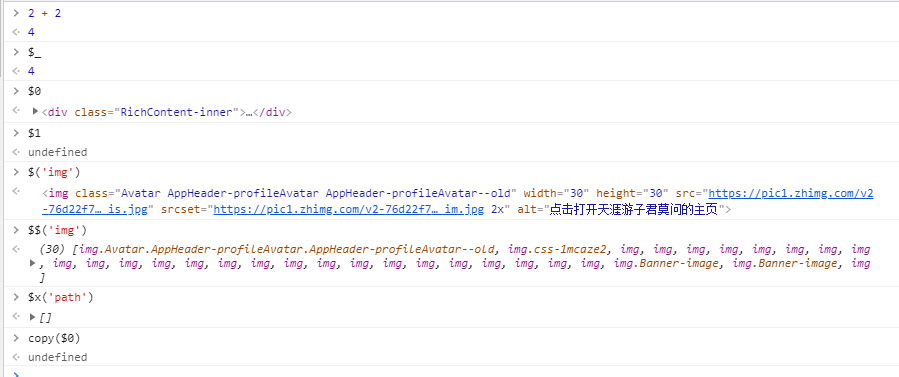 > 2 + 2
< 4
> $_
< 4
> $0
< ▶<div class="RichContent-inner">…</div>
> $1
< undefined
> $('img')
< <img class="Avatar AppHeader-profileAvatar AppHeader-profileAvatar--old" width="30" height="30" src="https://pic1.zhimg.com/v2
-76d22f7… is.jpg" srcset="https://pic1.zhimg.com/v2-76d22f7… im.jpg 2x" alt="点击打开天涯游子君莫问的主页">
> $$('img')
< (30) [img.Avatar.AppHeader-profileAvatar.AppHeader-profileAvatar--old, img.css-1mcaze2, img, img, img, img, img, img, img, img
▶, img, img, img, img, img, img, img, img, img, img, img, img, img, img, img, img, img, img.Banner-image, img.Banner-image, img
]
> $x('path')
< ▶[]
> copy($0)
< undefined
>